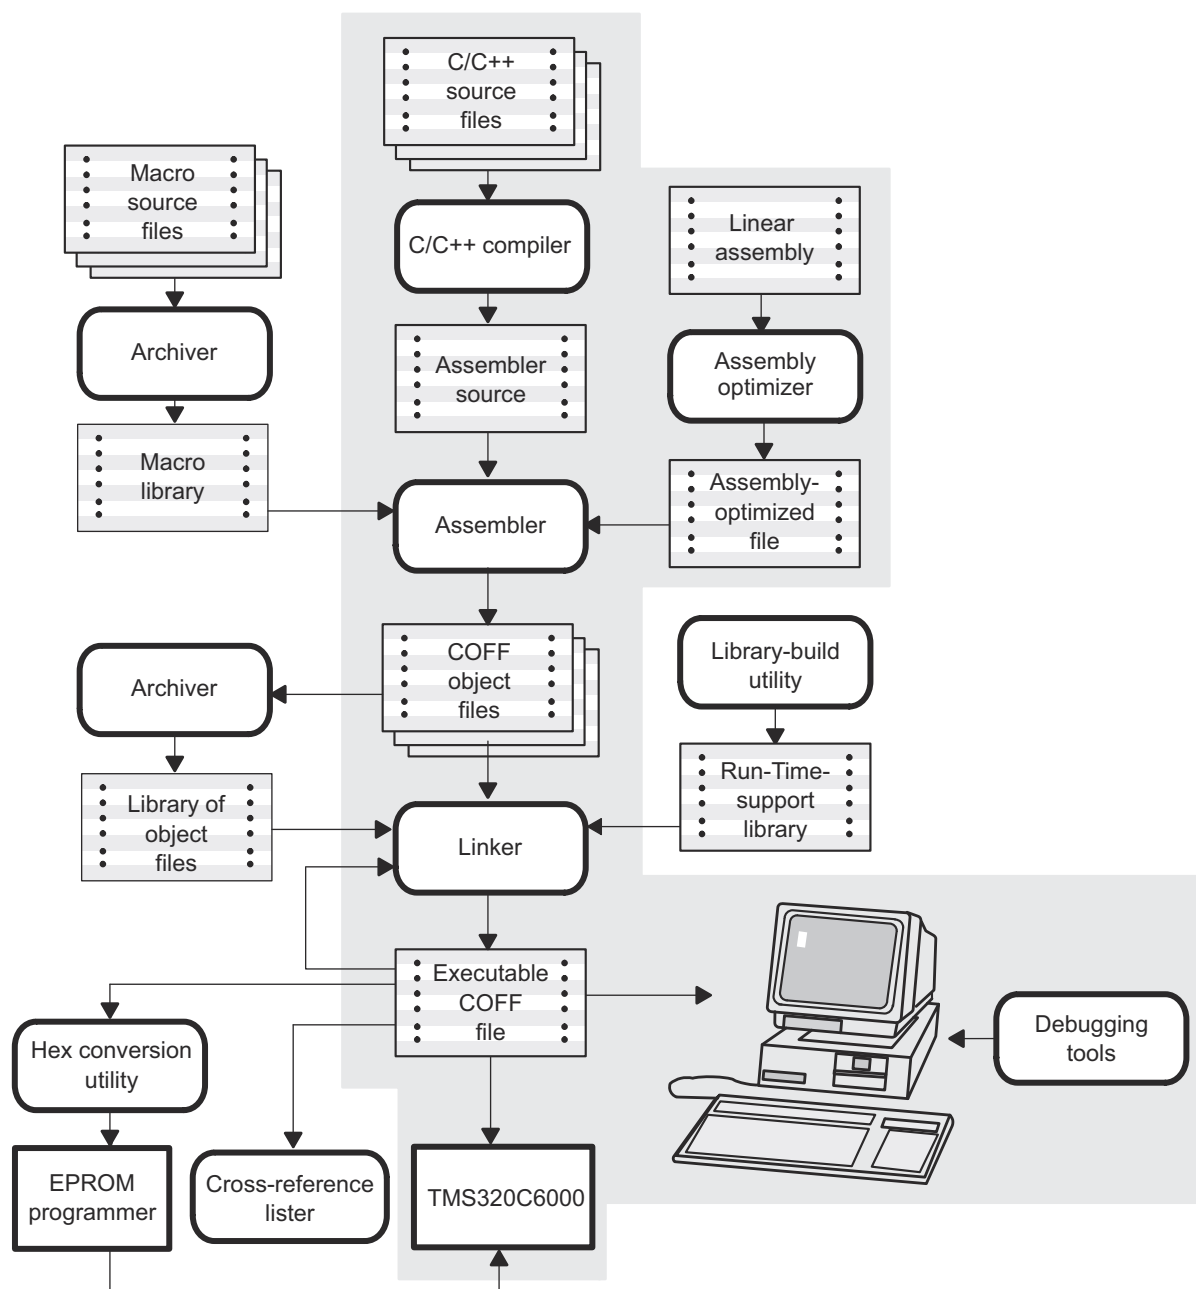 C/C++
source
files
Macro
source
files
C/C++ compiler
Linear
assembly
Archiver
Assembler
source
Assembly
optimizer
Macro
library
Assembler
Assembly-
optimized
file
Archiver
COFF
object
files
Library-build
utility
Library of
object
files
Linker
Run-Time-
support
library
Executable
COFF
file
Debugging
tools
Hex conversion
utility
EPROM
programmer
Cross-reference
lister
TMS320C6000